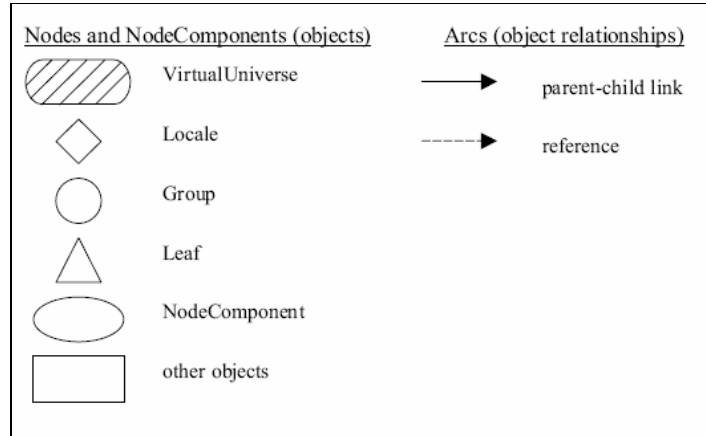 Nodes and NodeComponents (objects)
VirtualUniverse
Locale
Group
Leaf
NodeComponent
other objects
Arcs (object relationships)
parent-child link
reference